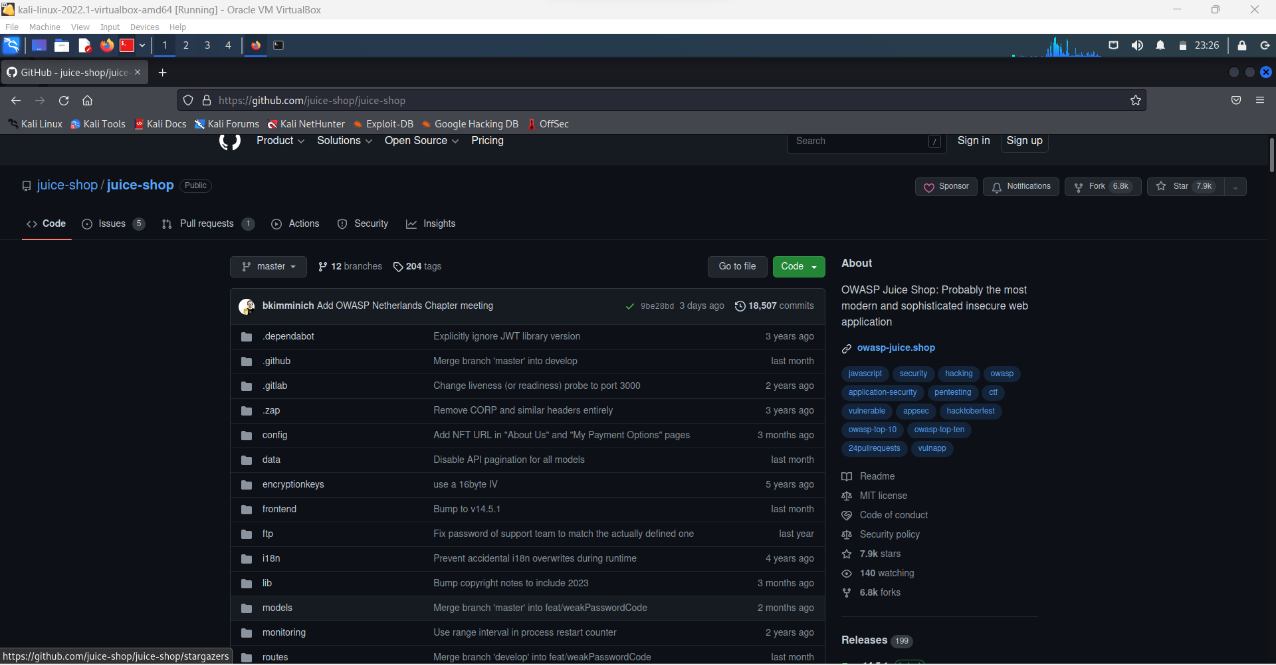 kali-linux-2022.1-virtualbox-amd64 [Running] - Oracle VM VirtualBox
File Machine View Input Devices Help
1 2 3 4 23:26
GitHub - juice-shop/juice-
https://github.com/juice-shop/juice-shop
Kali Linux Kali Tools Kali Docs Kali Forums Kali NetHunter Exploit-DB Google Hacking DB OffSec
Product Solutions Open Source Pricing Search / Sign in Sign up
juice-shop / juice-shop Public Sponsor Notifications Fork 6.8k Star 7.9k
Code Issues 5 Pull requests 1 Actions Security Insights
master 12 branches 204 tags Go to file Code
bkimminich Add OWASP Netherlands Chapter meeting 9be28bd 3 days ago 18,507 commits
.dependabot Explicitly ignore JWT library version 3 years ago
.github Merge branch 'master' into develop last month
.gitlab Change liveness (or readiness) probe to port 3000 2 years ago
.zap Remove CORP and similar headers entirely 3 years ago
config Add NFT URL in "About Us" and "My Payment Options" pages 3 months ago
data Disable API pagination for all models last month
encryptionkeys use a 16byte IV 5 years ago
frontend Bump to v14.5.1 last month
ftp Fix password of support team to match the actually defined one last year
i18n Prevent accidental i18n overwrites during runtime 4 years ago
lib Bump copyright notes to include 2023 3 months ago
models Merge branch 'master' into feat/weakPasswordCode 2 months ago
monitoring Use range interval in process restart counter 2 years ago
routes Merge branch 'develop' into feat/weakPasswordCode last month
About
OWASP Juice Shop: Probably the most
modern and sophisticated insecure web
application
owasp-juice.shop
javascript security hacking owasp
application-security pentesting ctf
vulnerable appsec hacktoberfest
owasp-top-10 owasp-top-ten
24pullrequests vulnapp
Readme
MIT license
Code of conduct
Security policy
7.9k stars
140 watching
6.8k forks
Releases 199
https://github.com/juice-shop/juice-shop/stargazers